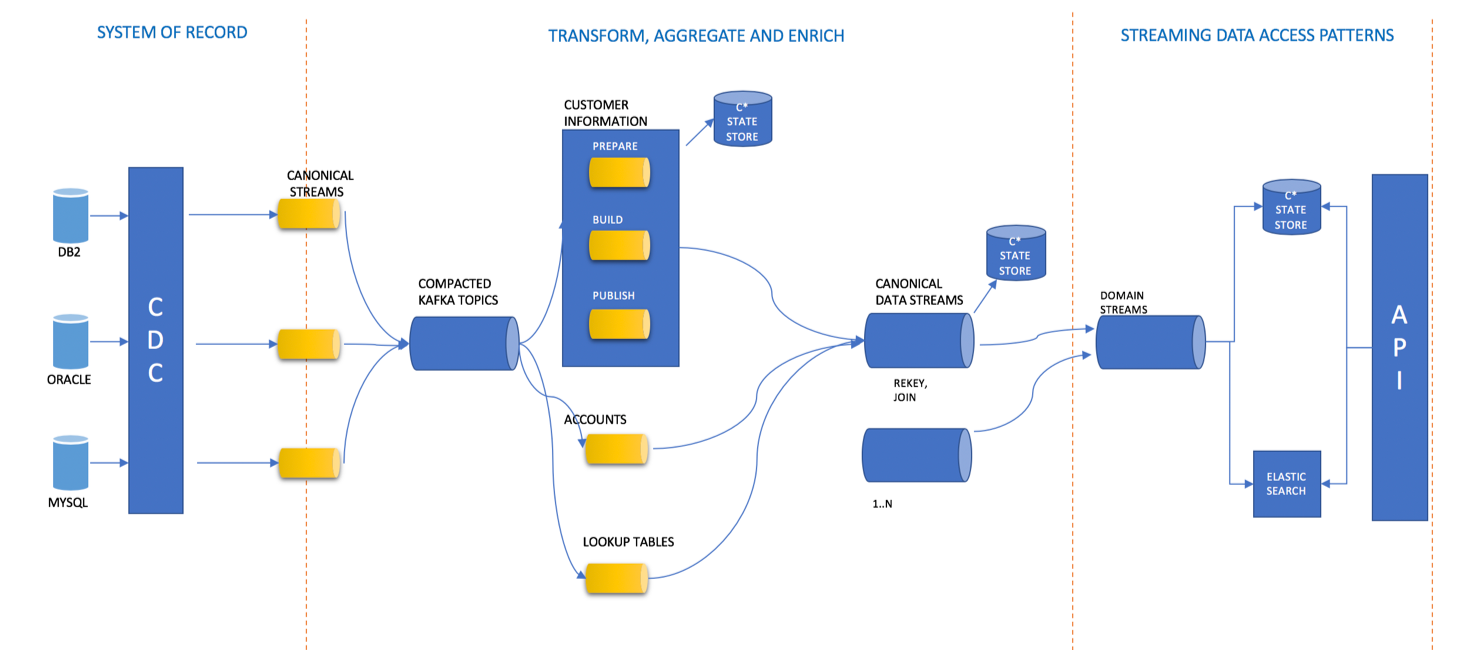 SYSTEM OF RECORD
TRANSFORM, AGGREGATE AND ENRICH
STREAMING DATA ACCESS PATTERNS
DB2
ORACLE
MYSQL
C
D
C
CANONICAL
STREAMS
COMPACTED
KAFKA TOPICS
CUSTOMER
INFORMATION
PREPARE
BUILD
PUBLISH
C*
STATE
STORE
ACCOUNTS
LOOKUP TABLES
CANONICAL
DATA STREAMS
REKEY,
JOIN
1..N
C*
STATE
STORE
DOMAIN
STREAMS
C*
STATE
STORE
ELASTIC
SEARCH
A
P
I